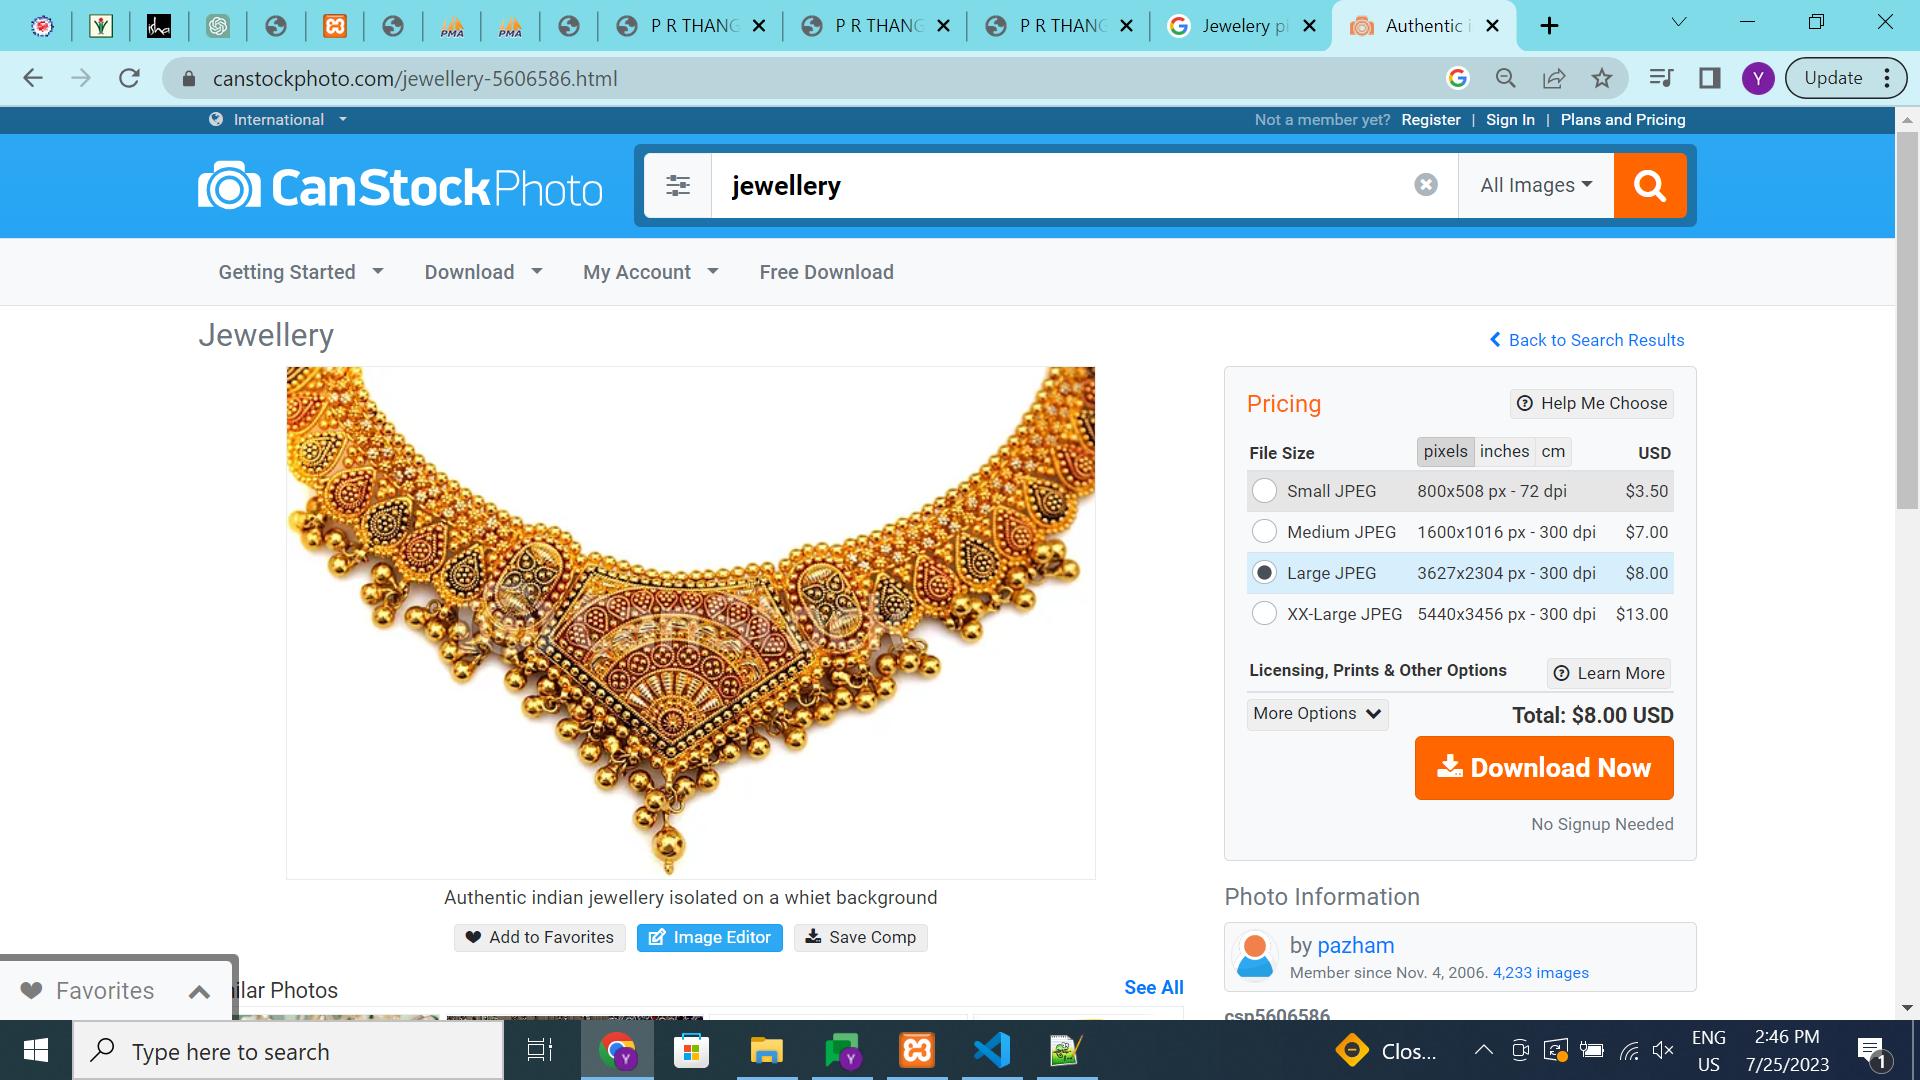 P R THANG
P R THANG
P R THANG
Jewelery pi
Authentic i
canstockphoto.com/jewellery-5606586.html
Y
Update
International
Not a member yet? Register | Sign In | Plans and Pricing
CanStockPhoto
jewellery
All Images
Getting Started
Download
My Account
Free Download
Jewellery
Back to Search Results
Pricing
Help Me Choose
File Size
pixels inches cm
USD
Small JPEG 800x508 px - 72 dpi $3.50
Medium JPEG 1600x1016 px - 300 dpi $7.00
Large JPEG 3627x2304 px - 300 dpi $8.00
XX-Large JPEG 5440x3456 px - 300 dpi $13.00
Licensing, Prints & Other Options
Learn More
More Options
Total: $8.00 USD
Download Now
No Signup Needed
Authentic indian jewellery isolated on a whiet background
Add to Favorites
Image Editor
Save Comp
Photo Information
by pazham
Member since Nov. 4, 2006. 4,233 images
csp5606586
Favorites
ilar Photos
See All
Type here to search
Clos...
ENG
US
2:46 PM
7/25/2023
1